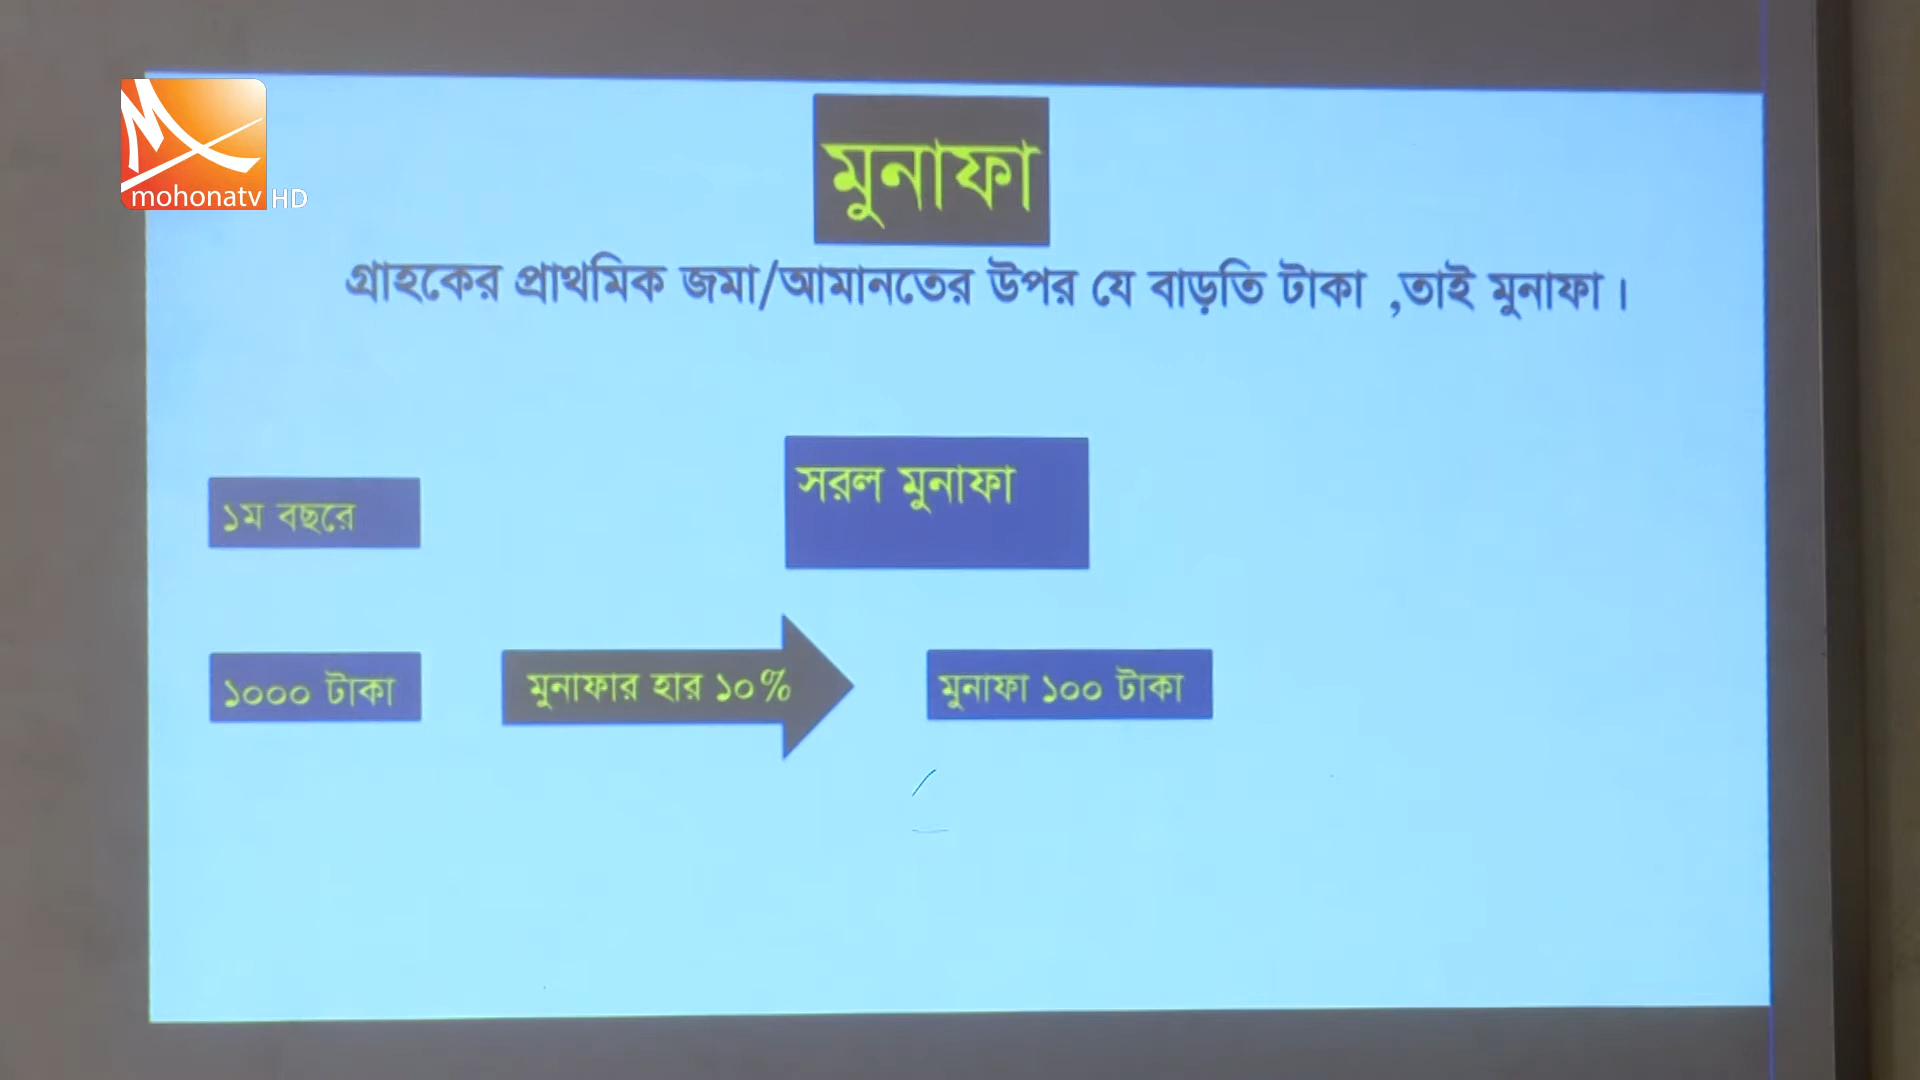 mohonatv HD
মুনাফা
গ্রাহকের প্রাথমিক জমা/আমানতের উপর যে বাড়তি টাকা ,তাই মুনাফা।
সরল মুনাফা
১ম বছরে
১০০০ টাকা
মুনাফার হার ১০%
মুনাফা ১০০ টাকা